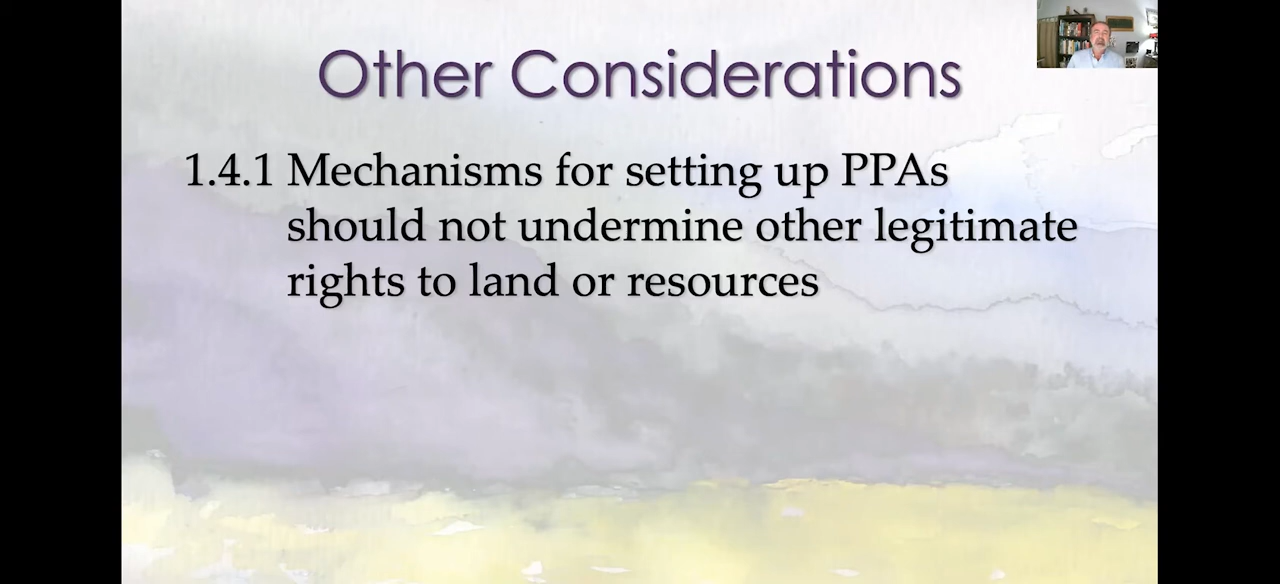 Other Considerations
1.4.1 Mechanisms for setting up PPAs
should not undermine other legitimate
rights to land or resources